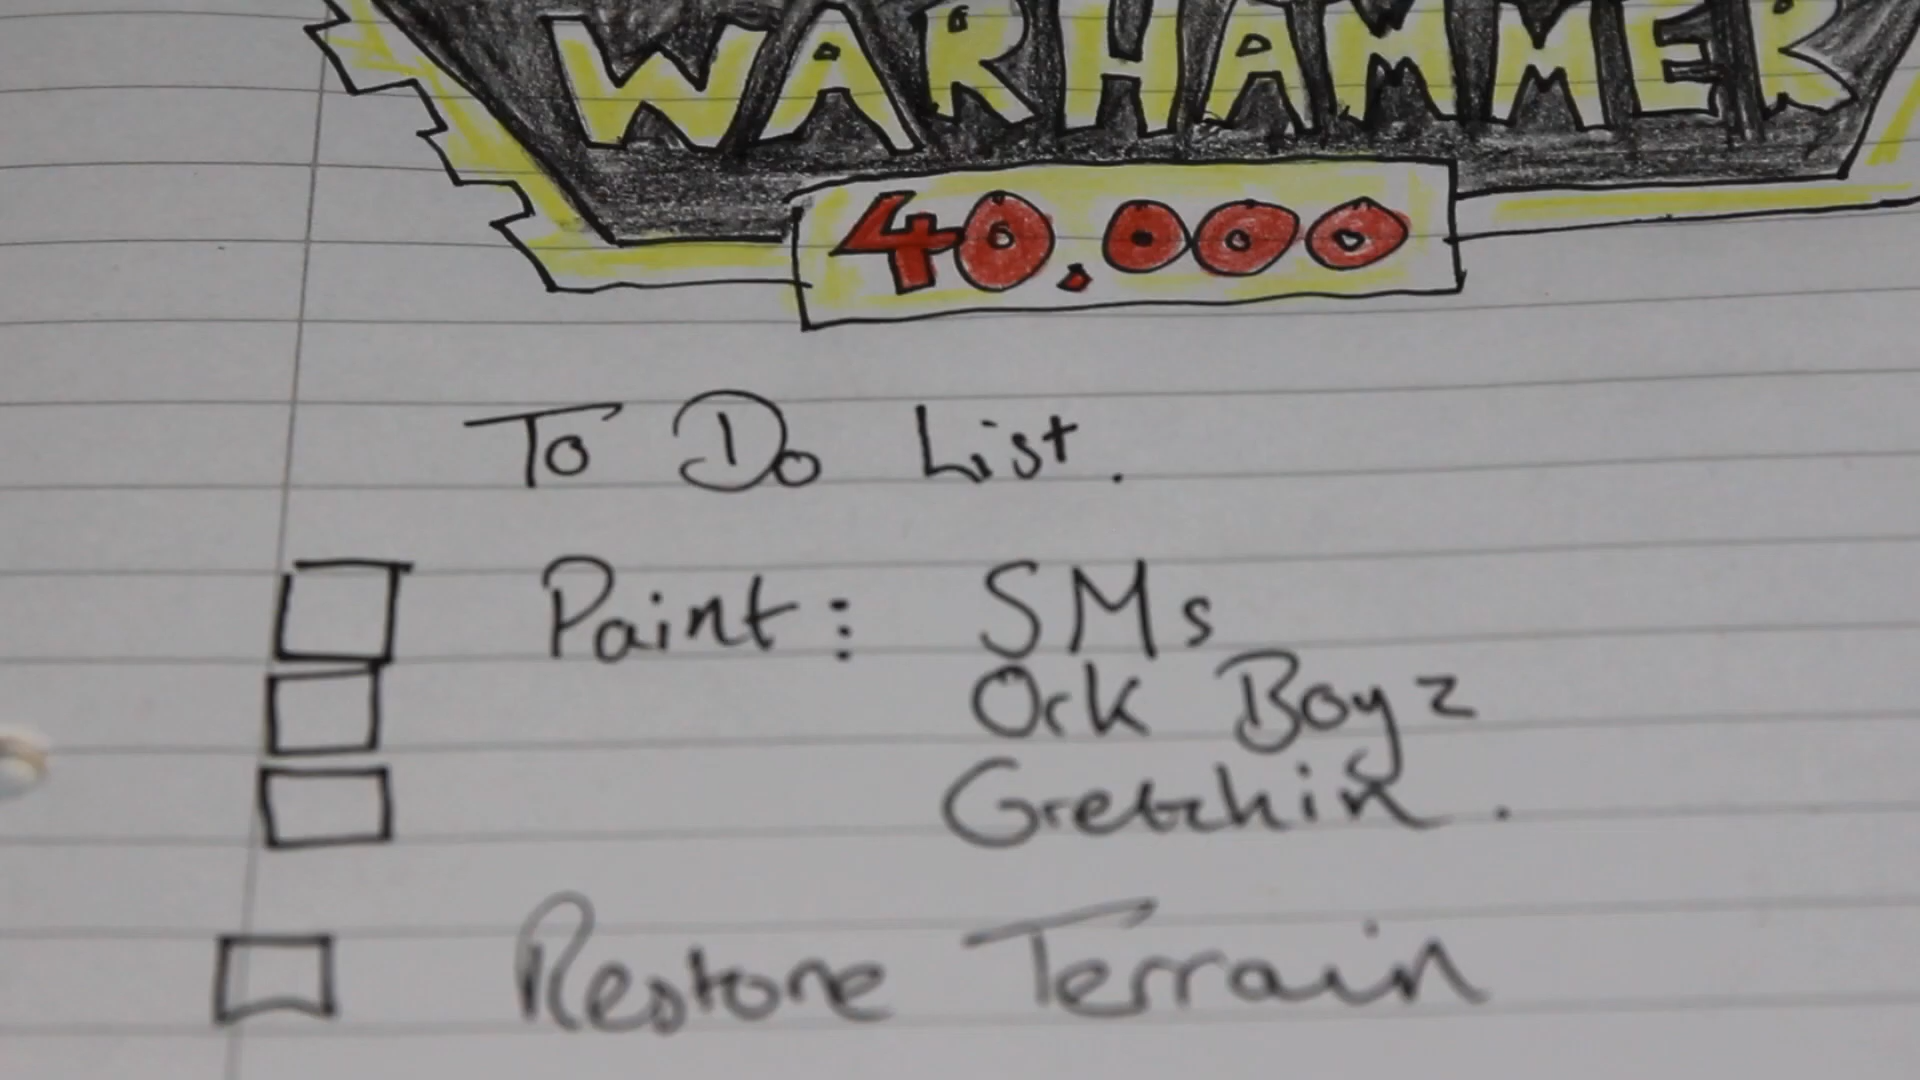 WARHAMMER
40.000
To Do List.
Paint: SMs
Ork Boyz
Gretchin.
Restore Terrain